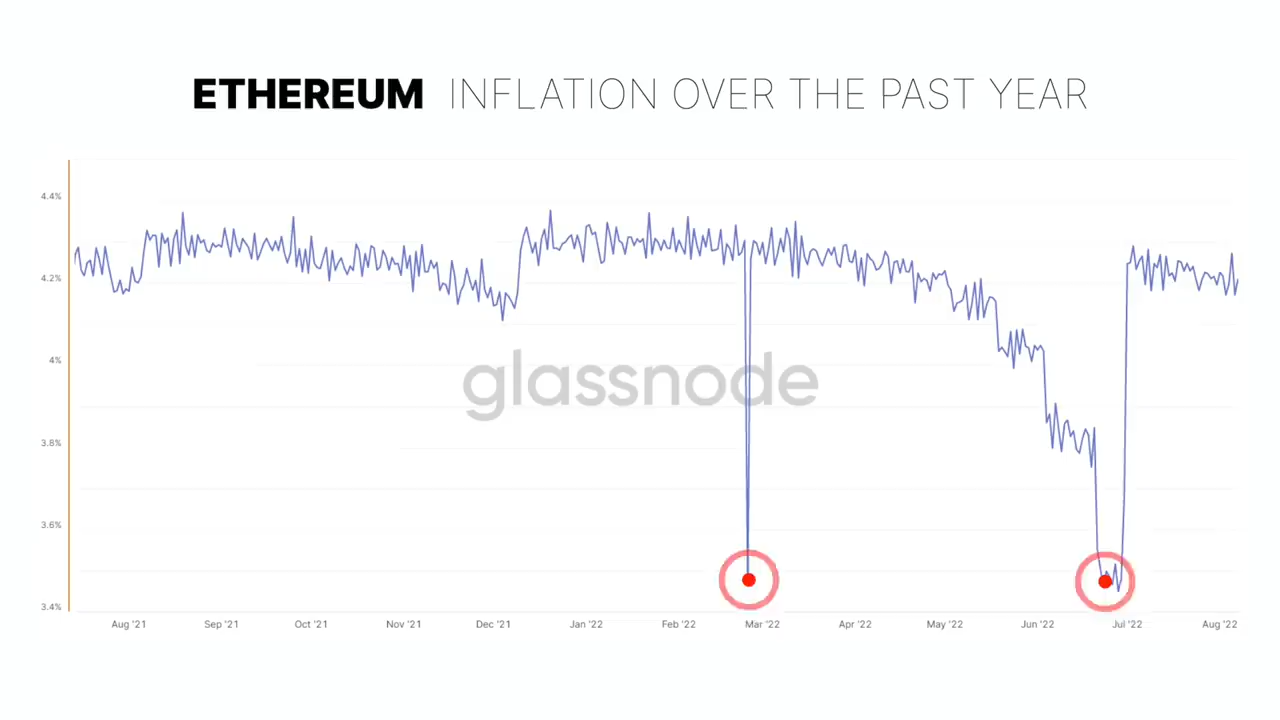 ETHEREUM INFLATION OVER THE PAST YEAR
4.4%
4.2%
4%
3.8%
3.6%
3.4%
glassnode
Aug '21 Sep '21 Oct '21 Nov '21 Dec '21 Jan '22 Feb '22 Mar '22 Apr '22 May '22 Jun '22 Jul '22 Aug '22